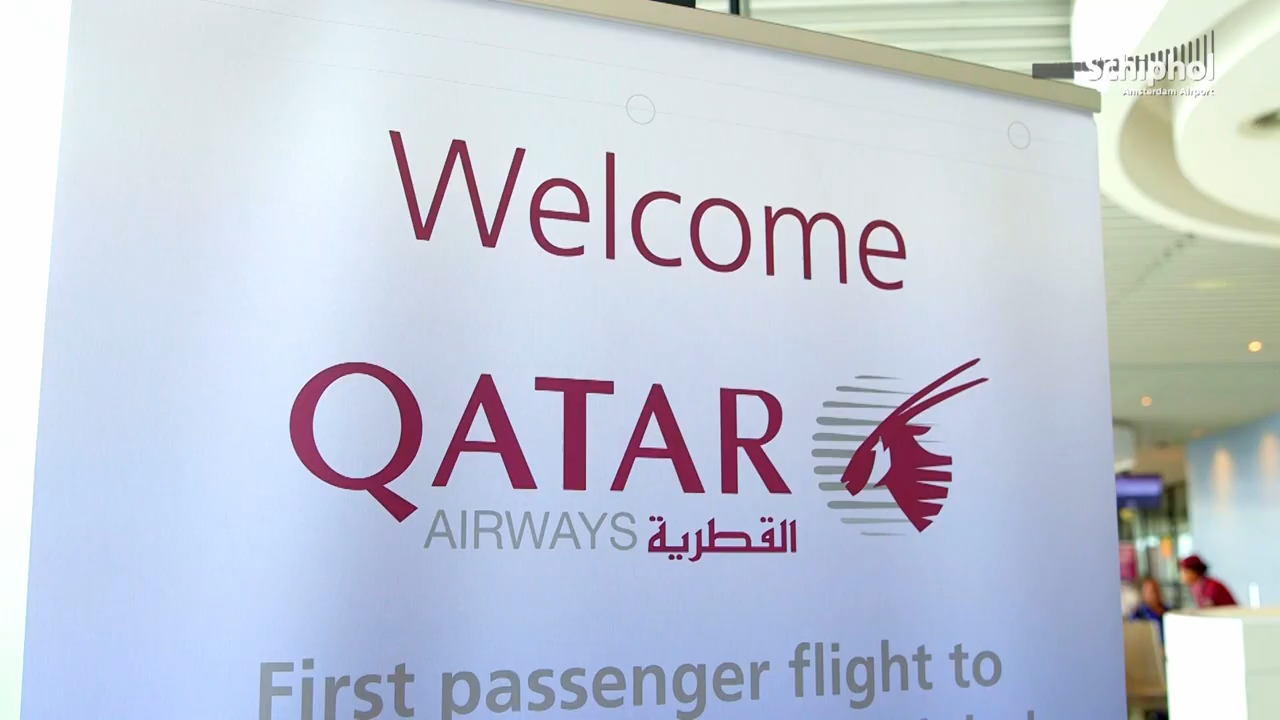 Schiphol
Amsterdam Airport
Welcome
QATAR
AIRWAYS القطرية
First passenger flight to